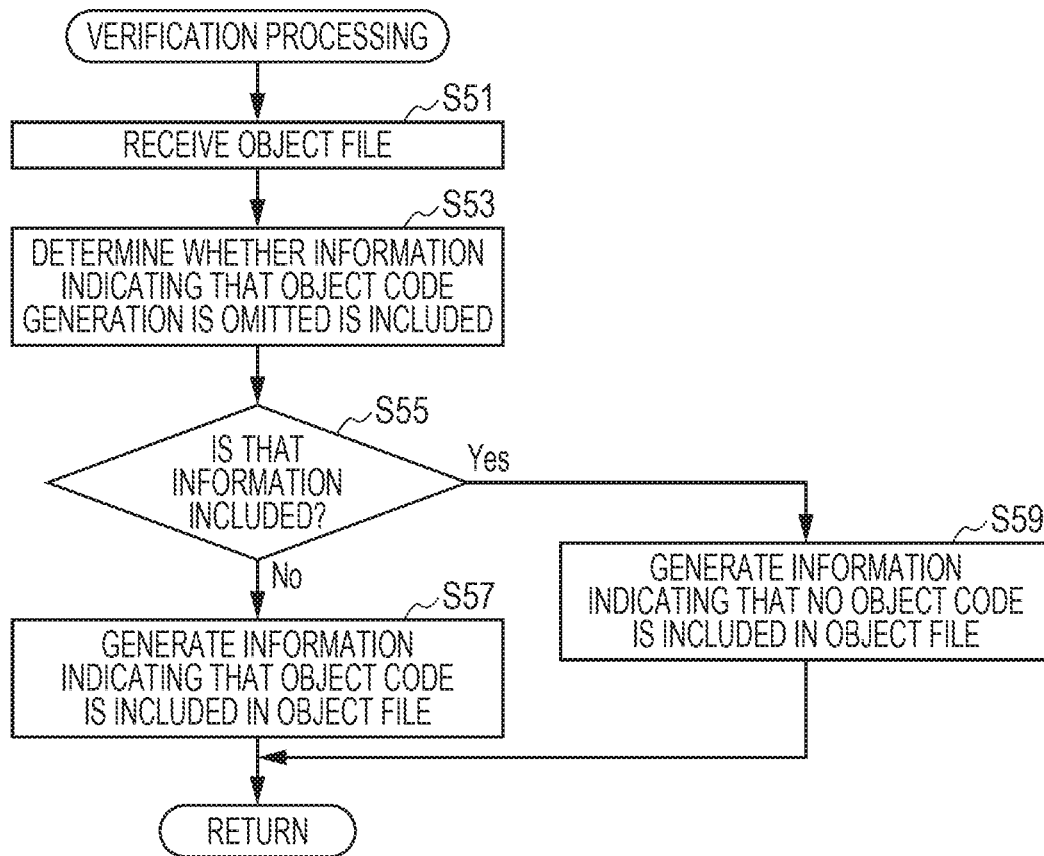 VERIFICATION PROCESSING
S51
RECEIVE OBJECT FILE
S53
DETERMINE WHETHER INFORMATION
INDICATING THAT OBJECT CODE
GENERATION IS OMITTED IS INCLUDED
S55
IS THAT
INFORMATION
INCLUDED?
Yes
No
S59
GENERATE INFORMATION
INDICATING THAT NO OBJECT CODE
IS INCLUDED IN OBJECT FILE
S57
GENERATE INFORMATION
INDICATING THAT OBJECT CODE
IS INCLUDED IN OBJECT FILE
RETURN